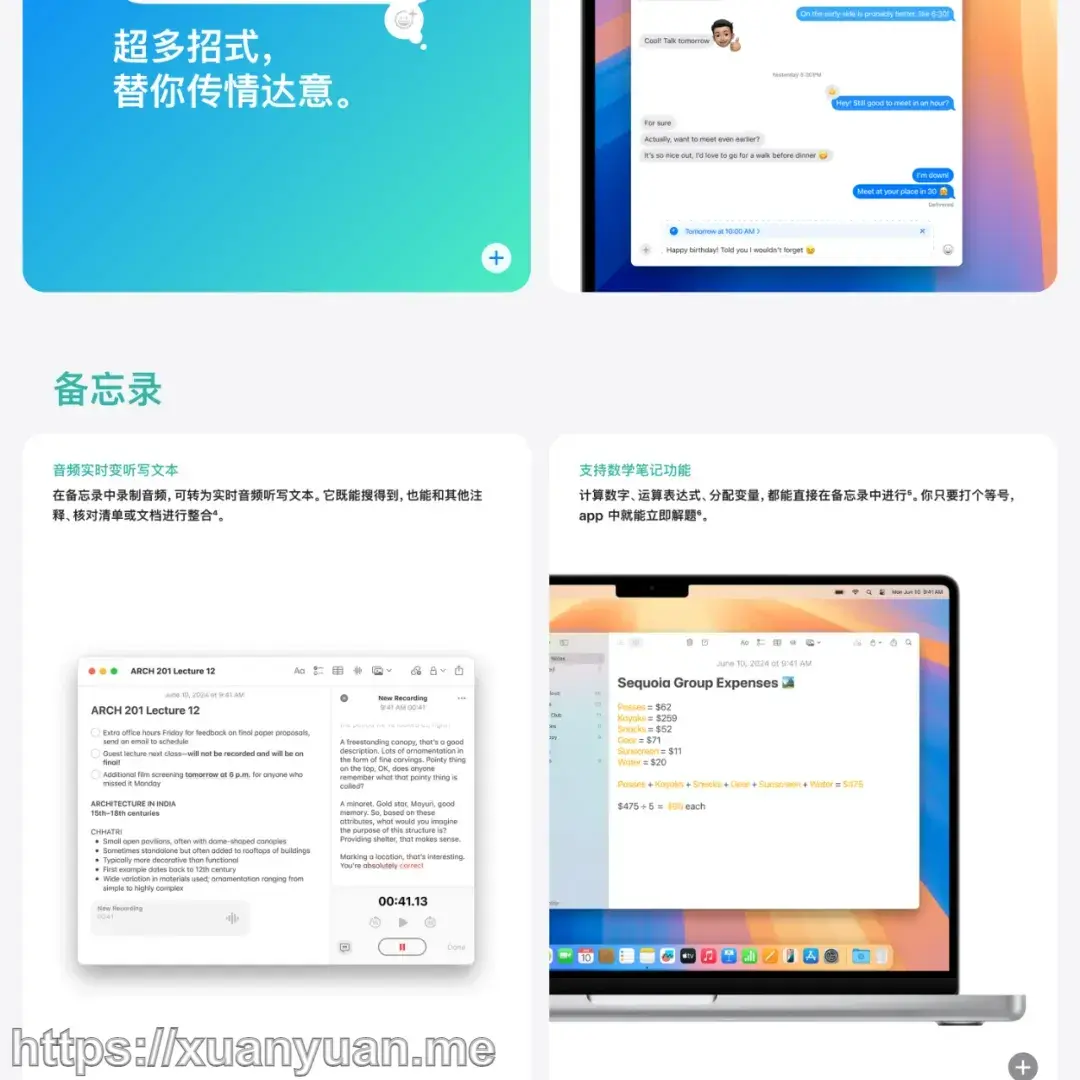 超多招式,
替你传情达意。
On the early side is probably better, like 6:30!
Cool! Talk tomorrow
Yesterday 5:30PM
Hey! Still good to meet in an hour?
For sure
Actually, want to meet even earlier?
It's so nice out, I'd love to go for a walk before dinner 😋
I'm down!
Meet at your place in 30
Delivered
Tomorrow at 10:00 AM >
Happy birthday! Told you I wouldn't forget 😉
备忘录
音频实时变听写文本
在备忘录中录制音频，可转为实时音频听写文本。它既能搜得到，也能和其他注
释、核对清单或文档进行整合⁴。
ARCH 201 Lecture 12
Aa
June 10, 2024 at 9:41 AM
ARCH 201 Lecture 12
Extra office hours Friday for feedback on final paper proposals,
send an email to schedule
Guest lecture next class—will not be recorded and will be on
final!
Additional film screening tomorrow at 6 p.m. for anyone who
missed it Monday
ARCHITECTURE IN INDIA
15th–18th centuries
CHHATRI
• Small open pavilions, often with dome-shaped canopies
• Sometimes standalone but often added to rooftops of buildings
• Typically more decorative than functional
• First example dates back to 12th century
• Wide variation in materials used; ornamentation ranging from
simple to highly complex
New Recording
00:41
New Recording
9:41 AM 00:41
A freestanding canopy, that's a good
description. Lots of ornamentation in
the form of fine carvings. Pointy thing
on the top, OK, does anyone
remember what that pointy thing is
called?
A minaret. Gold star, Mayuri, good
memory. So, based on these
attributes, what would you imagine
the purpose of this structure is?
Providing shelter, that makes sense.
Marking a location, that's interesting.
You're absolutely correct
00:41.13
Done
支持数学笔记功能
计算数字、运算表达式、分配变量，都能直接在备忘录中进行⁵。你只要打个等号，
app 中就能立即解题⁶。
Mon Jun 10 9:41 AM
Notes
Aa
Club
June 10, 2024 at 9:41 AM
Sequoia Group Expenses 🏞️
Passes = $62
Kayaks = $259
Snacks = $52
Gear = $71
Sunscreen = $11
Water = $20
Passes + Kayaks + Snacks + Gear + Sunscreen + Water = $475
$475 ÷ 5 = $95 each
10
tv
https://xuanyuan.me